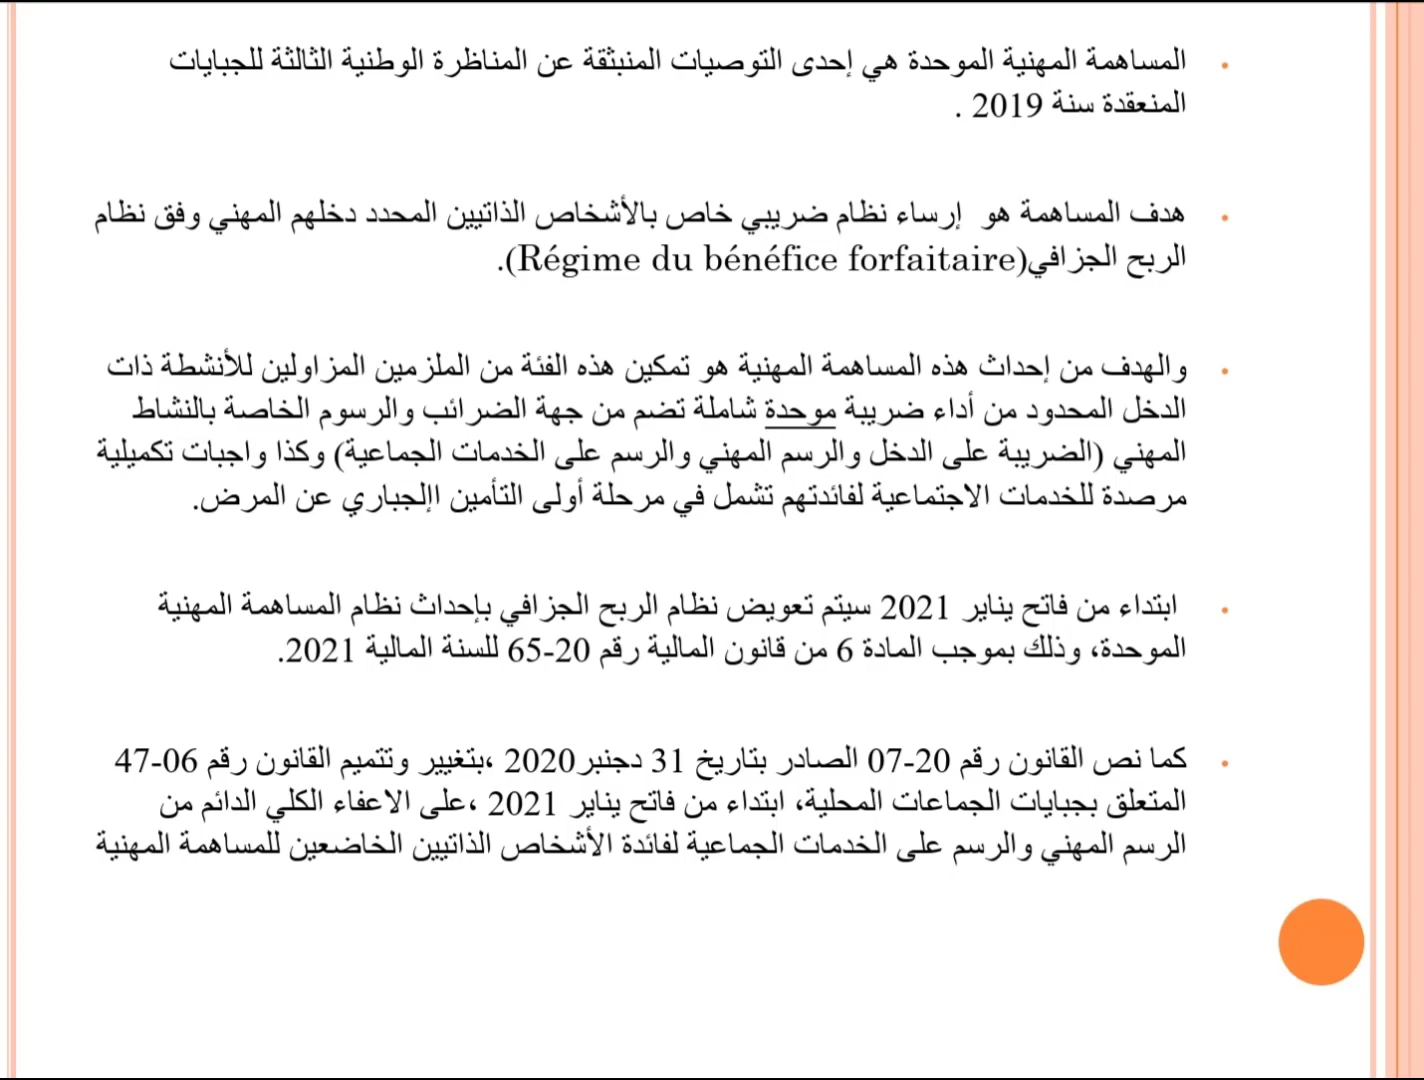 • المساهمة المهنية الموحدة هي إحدى التوصيات المنبثقة عن المناظرة الوطنية الثالثة للجبايات
المنعقدة سنة 2019 .
• هدف المساهمة هو إرساء نظام ضريبي خاص بالأشخاص الذاتيين المحدد دخلهم المهني وفق نظام
الربح الجزافي(Régime du bénéfice forfaitaire).
• والهدف من إحداث هذه المساهمة المهنية هو تمكين هذه الفئة من الملزمين المزاولين للأنشطة ذات
الدخل المحدود من أداء ضريبة موحدة شاملة تضم من جهة الضرائب والرسوم الخاصة بالنشاط
المهني (الضريبة على الدخل والرسم المهني والرسم على الخدمات الجماعية) وكذا واجبات تكميلية
مرصدة للخدمات الاجتماعية لفائدتهم تشمل في مرحلة أولى التأمين اإلجباري عن المرض.
• ابتداء من فاتح يناير 2021 سيتم تعويض نظام الربح الجزافي بإحداث نظام المساهمة المهنية
الموحدة، وذلك بموجب المادة 6 من قانون المالية رقم 20-65 للسنة المالية 2021.
• كما نص القانون رقم 20-07 الصادر بتاريخ 31 دجنبر2020 ،بتغيير وتتميم القانون رقم 06-47
المتعلق بجبايات الجماعات المحلية، ابتداء من فاتح يناير 2021 ،على الاعفاء الكلي الدائم من
الرسم المهني والرسم على الخدمات الجماعية لفائدة الأشخاص الذاتيين الخاضعين للمساهمة المهنية